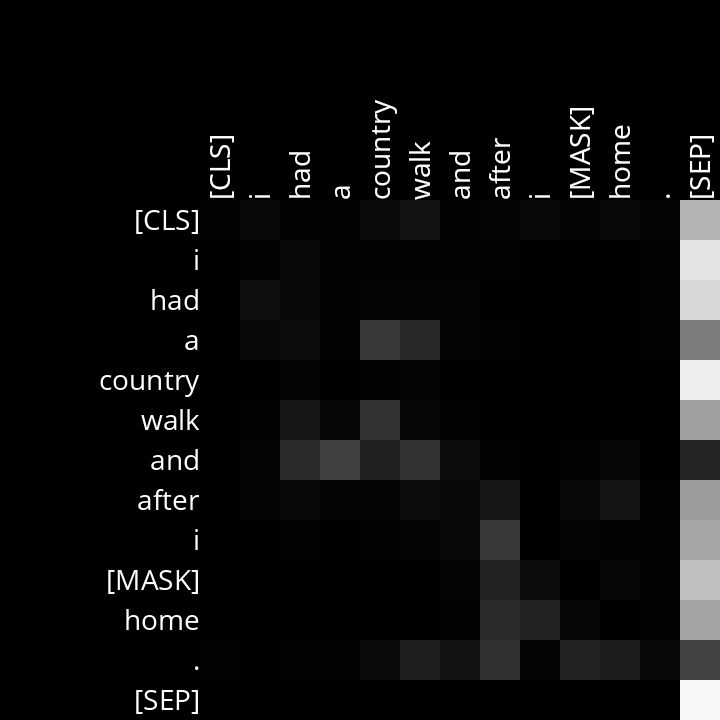 [CLS] i had a country walk and after i [MASK] home . [SEP]
[CLS]
i
had
a
country
walk
and
after
i
[MASK]
home
.
[SEP]